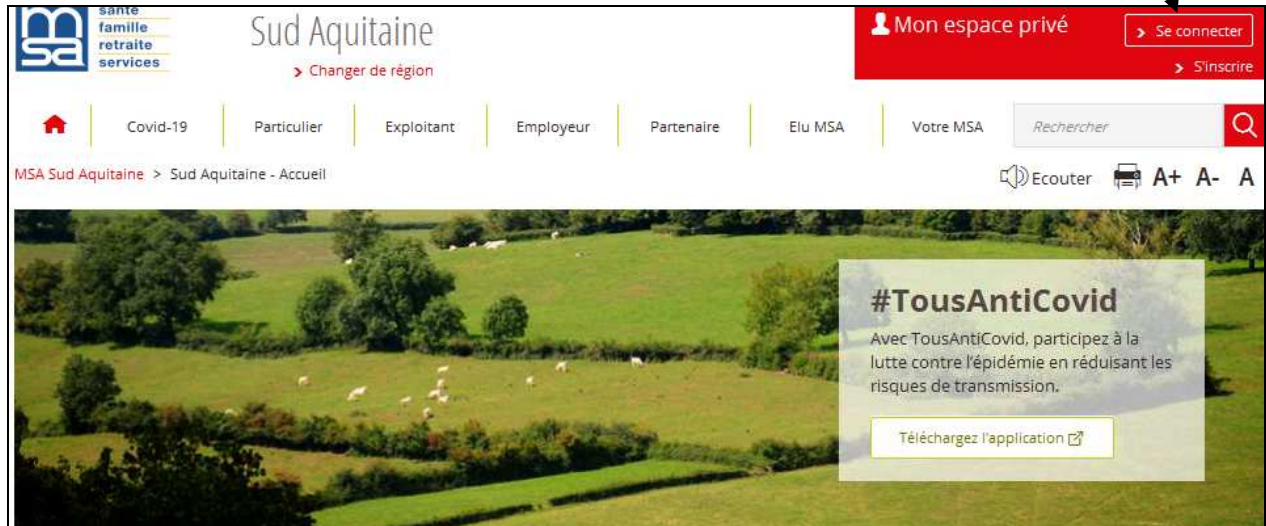 msa
santé
famille
retraite
services
Sud Aquitaine
> Changer de région
Mon espace privé
> Se connecter
> S'inscrire
Covid-19
Particulier
Exploitant
Employeur
Partenaire
Elu MSA
Votre MSA
Rechercher
MSA Sud Aquitaine > Sud Aquitaine - Accueil
Ecouter
A+ A- A
#TousAntiCovid
Avec TousAntiCovid, participez à la
lutte contre l'épidémie en réduisant les
risques de transmission.
Téléchargez l'application